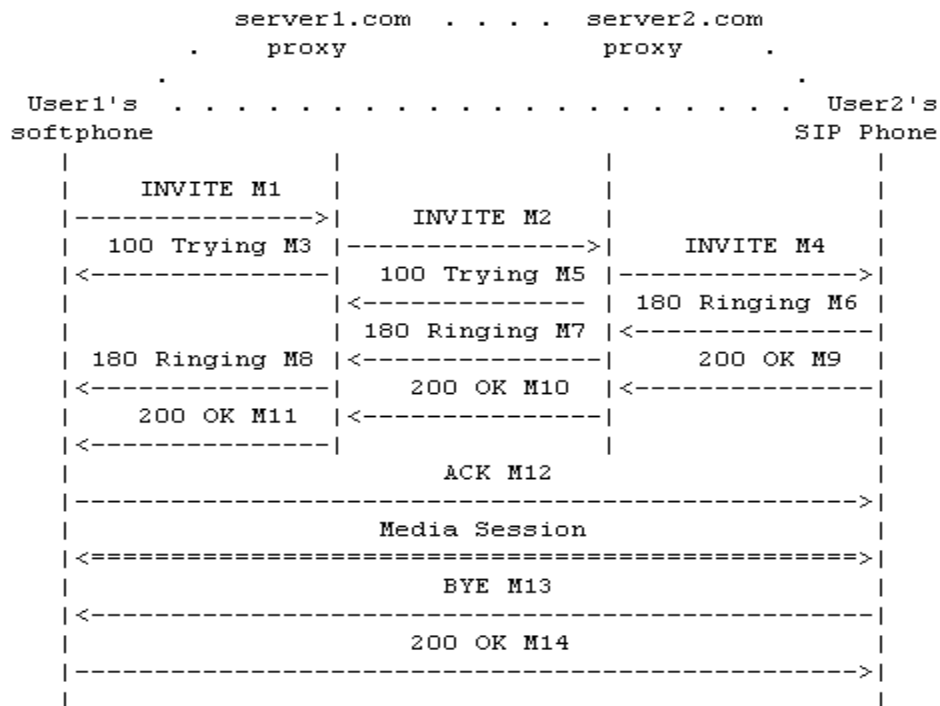 server1.com . . . . server2.com
. proxy proxy .
. .
User1's . . . . . . . . . . . . . . . . . . . . User2's
softphone SIP Phone
| | | |
| INVITE M1 | | |
|--------------->| INVITE M2 | |
| 100 Trying M3 |--------------->| INVITE M4 |
|<---------------| 100 Trying M5 |--------------->|
| |<-------------- | 180 Ringing M6 |
| | 180 Ringing M7 |<---------------|
| 180 Ringing M8 |<---------------| 200 OK M9 |
|<---------------| 200 OK M10 |<---------------|
| 200 OK M11 |<---------------| |
|<---------------| | |
| ACK M12 |
|------------------------------------------------->|
| Media Session |
|<================================================>|
| BYE M13 |
|<-------------------------------------------------|
| 200 OK M14 |
|------------------------------------------------->|
| |